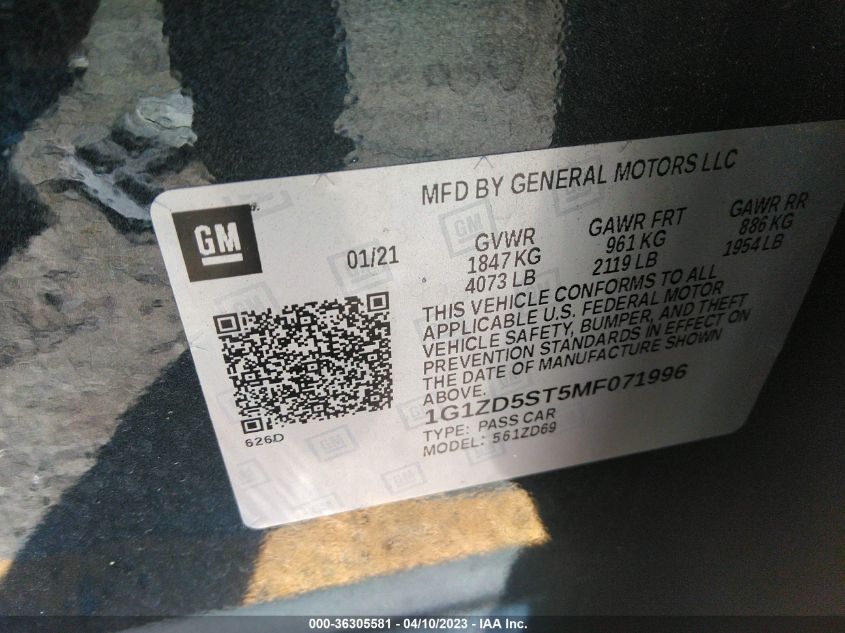 MFD BY GENERAL MOTORS LLC
GM
01/21
GVWR GAWR FRT GAWR RR
1847 KG 961 KG 886 KG
4073 LB 2119 LB 1954 LB
THIS VEHICLE CONFORMS TO ALL
APPLICABLE U.S. FEDERAL MOTOR
VEHICLE SAFETY, BUMPER, AND THEFT
PREVENTION STANDARDS IN EFFECT ON
THE DATE OF MANUFACTURE SHOWN
ABOVE.
1G1ZD5ST5MF071996
TYPE: PASS CAR
MODEL: 561ZD69
626D
000-36305581 - 04/10/2023 - IAA Inc.